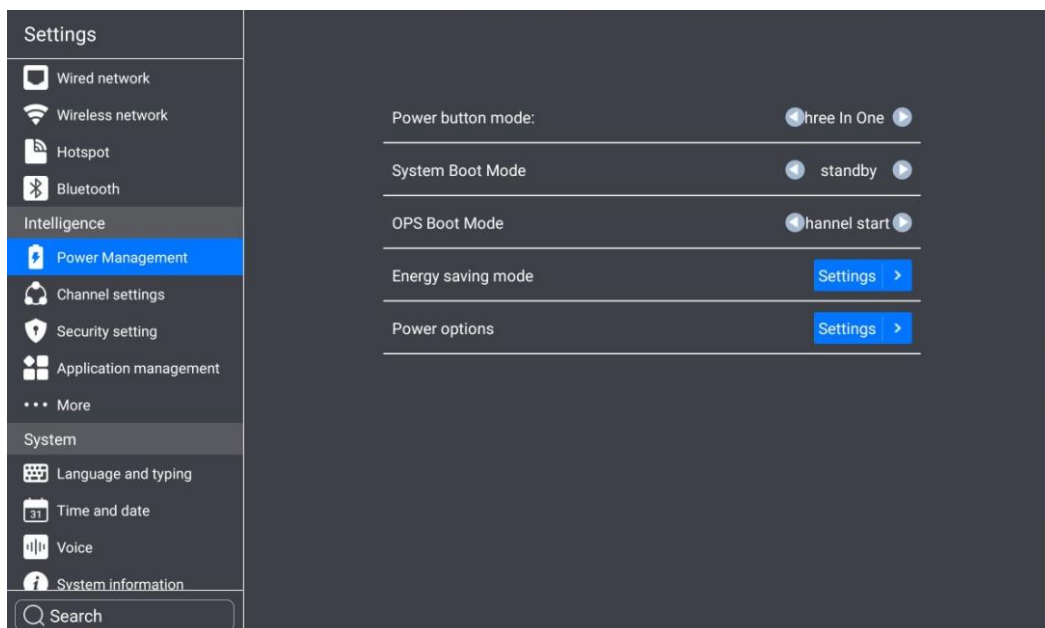 Settings
Wired network
Wireless network
Hotspot
Bluetooth
Intelligence
Power Management
Channel settings
Security setting
Application management
More
System
Language and typing
31
Time and date
Voice
System information
Search
Power button mode:
hree In One
System Boot Mode
standby
OPS Boot Mode
hannel start
Energy saving mode
Settings
Power options
Settings